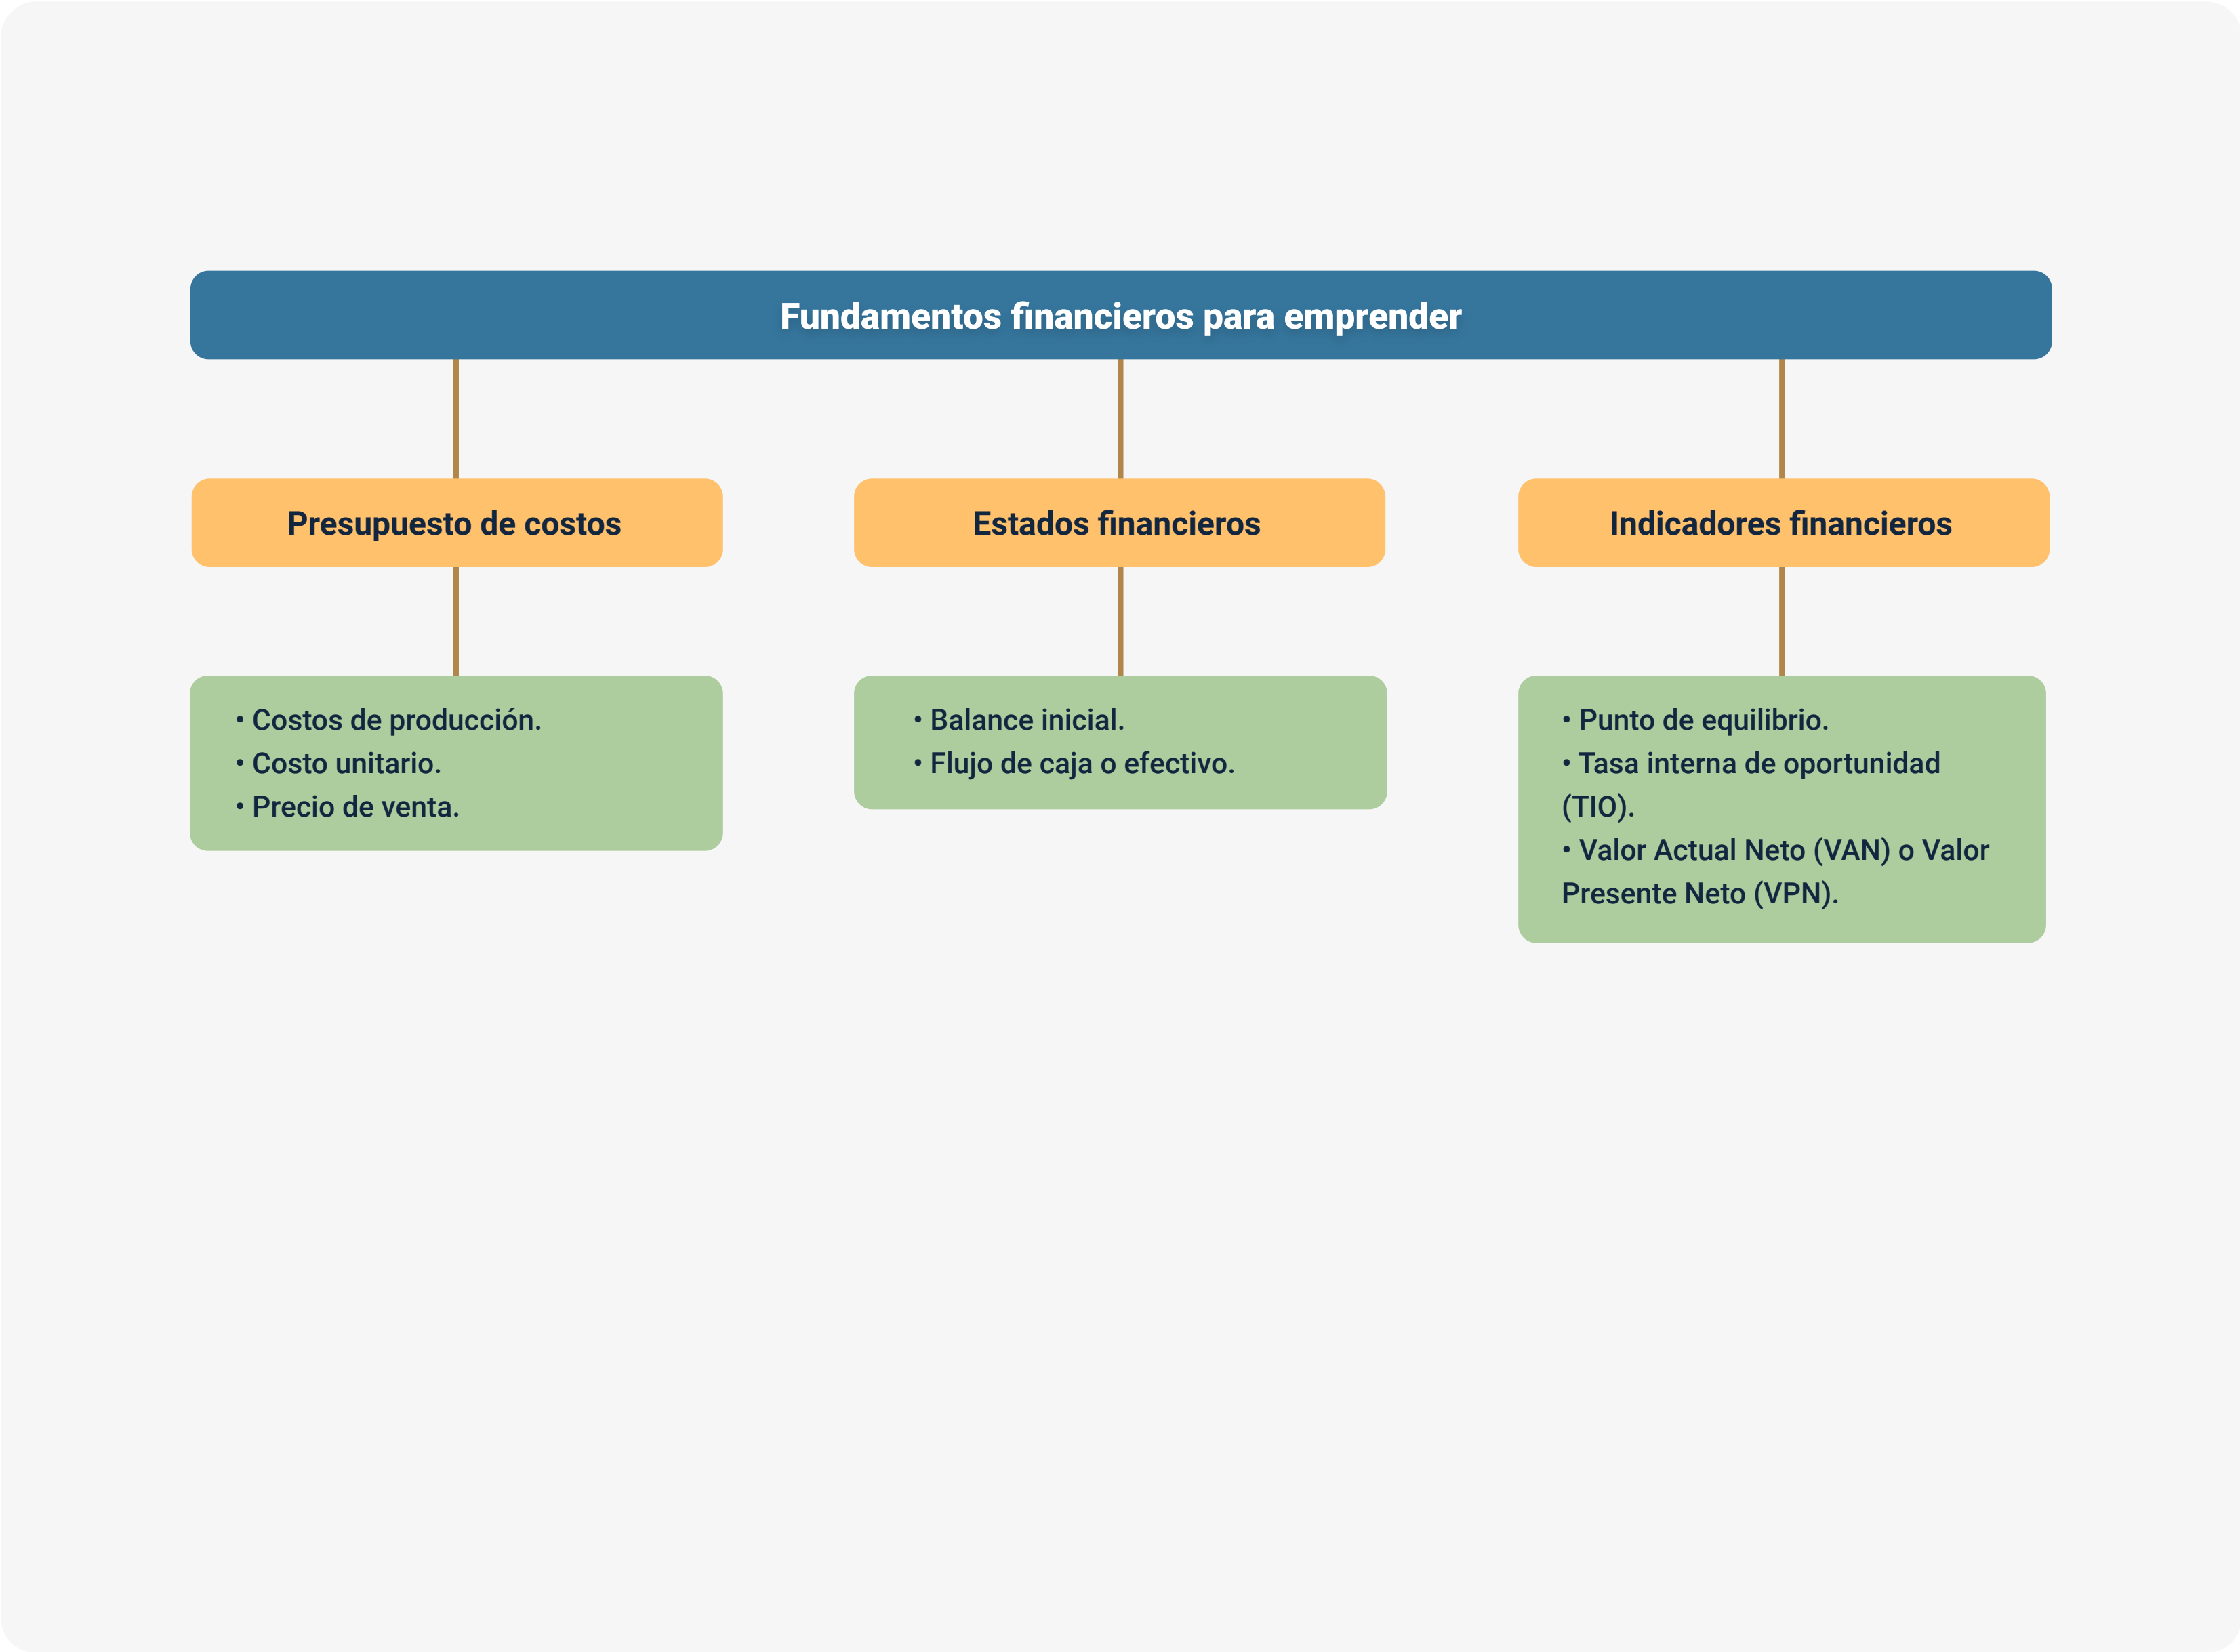 Fundamentos financieros para emprender
Presupuesto de costos
• Costos de producción.
• Costo unitario.
• Precio de venta.
Estados financieros
• Balance inicial.
• Flujo de caja o efectivo.
Indicadores financieros
• Punto de equilibrio.
• Tasa interna de oportunidad
(TIO).
• Valor Actual Neto (VAN) o Valor
Presente Neto (VPN).